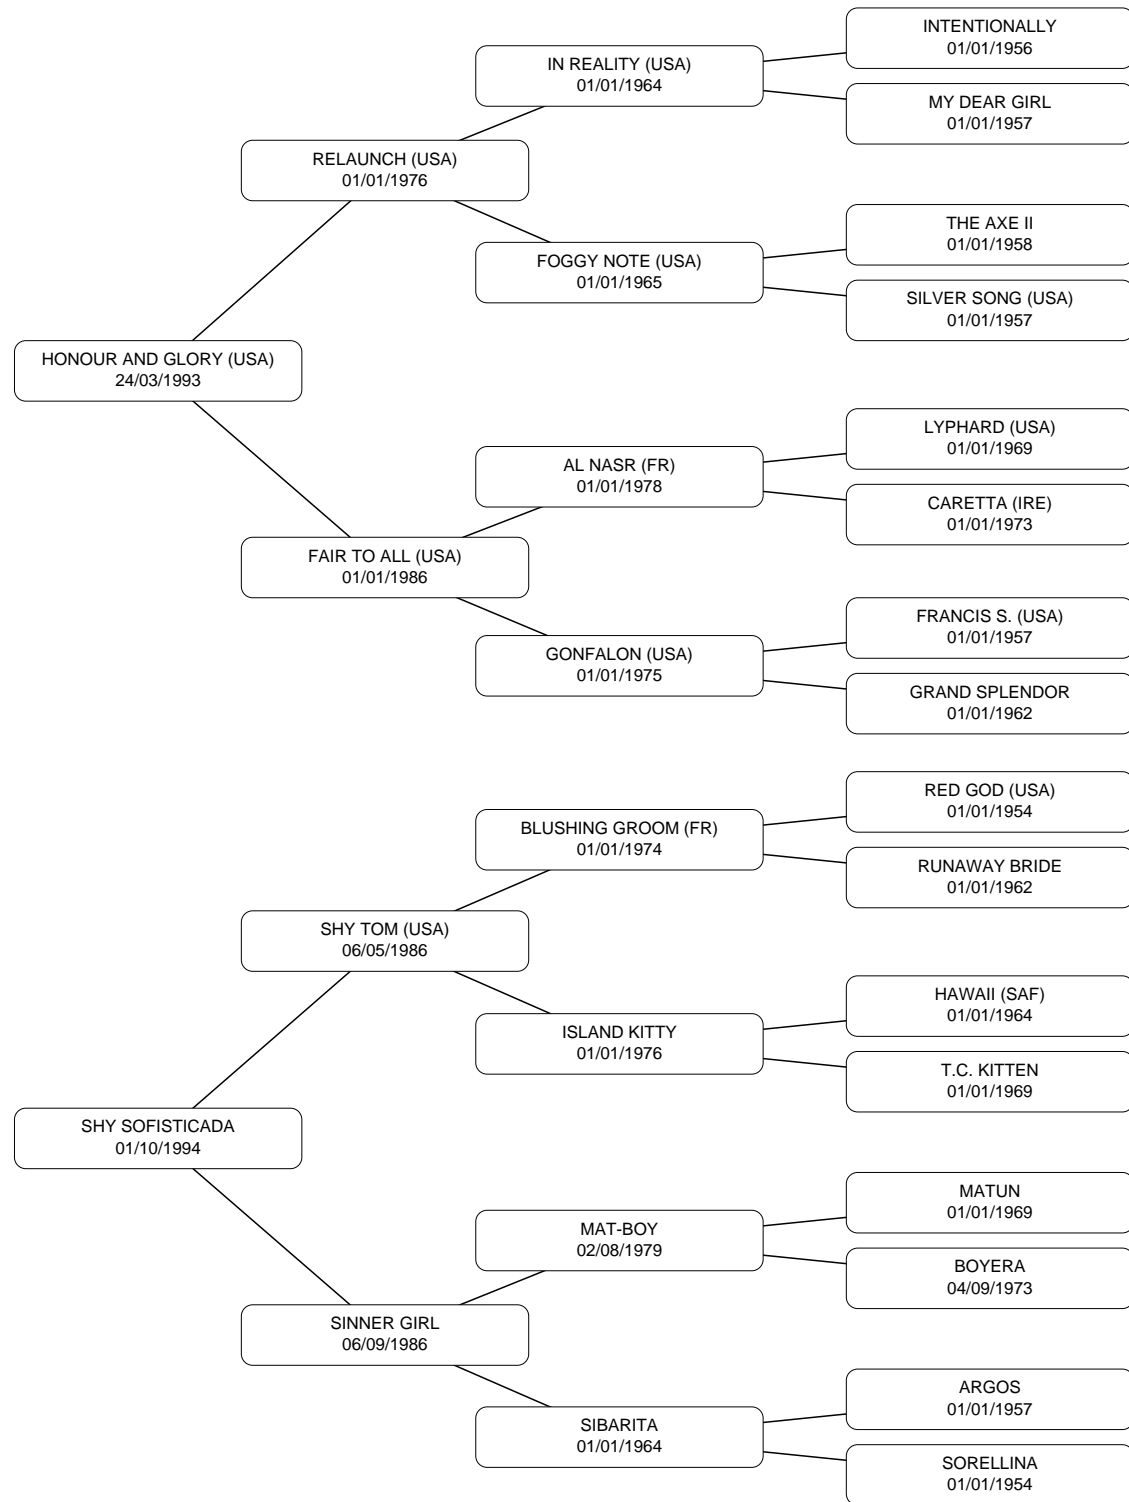 INTENTIONALLY
01/01/1956
IN REALITY (USA)
01/01/1964
MY DEAR GIRL
01/01/1957
RELAUNCH (USA)
01/01/1976
THE AXE II
01/01/1958
FOGGY NOTE (USA)
01/01/1965
SILVER SONG (USA)
01/01/1957
HONOUR AND GLORY (USA)
24/03/1993
LYPHARD (USA)
01/01/1969
AL NASR (FR)
01/01/1978
CARETTA (IRE)
01/01/1973
FAIR TO ALL (USA)
01/01/1986
FRANCIS S. (USA)
01/01/1957
GONFALON (USA)
01/01/1975
GRAND SPLENDOR
01/01/1962
RED GOD (USA)
01/01/1954
BLUSHING GROOM (FR)
01/01/1974
RUNAWAY BRIDE
01/01/1962
SHY TOM (USA)
06/05/1986
HAWAII (SAF)
01/01/1964
ISLAND KITTY
01/01/1976
T.C. KITTEN
01/01/1969
SHY SOFISTICADA
01/10/1994
MATUN
01/01/1969
MAT-BOY
02/08/1979
BOYERA
04/09/1973
SINNER GIRL
06/09/1986
ARGOS
01/01/1957
SIBARITA
01/01/1964
SORELLINA
01/01/1954